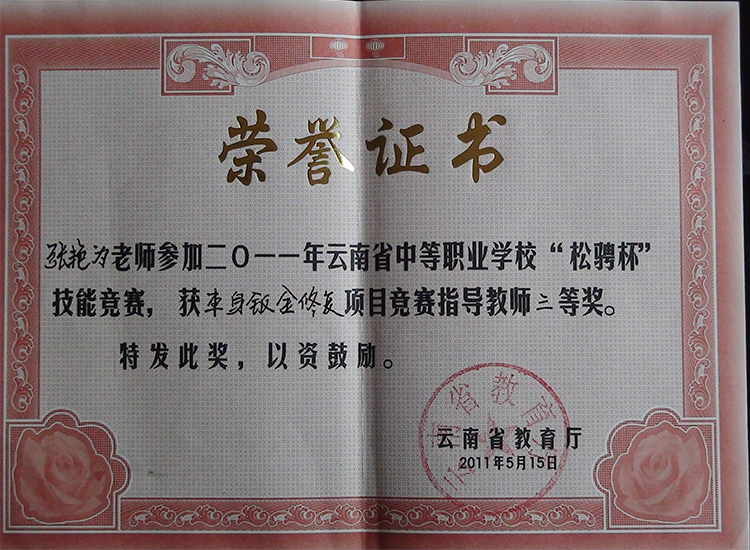 荣誉证书
张艳为老师参加二〇一一年云南省中等职业学校“松骋杯”
技能竞赛，获车身钣金修复项目竞赛指导教师三等奖。
特发此奖，以资鼓励。
云南省教育厅
2011年5月15日